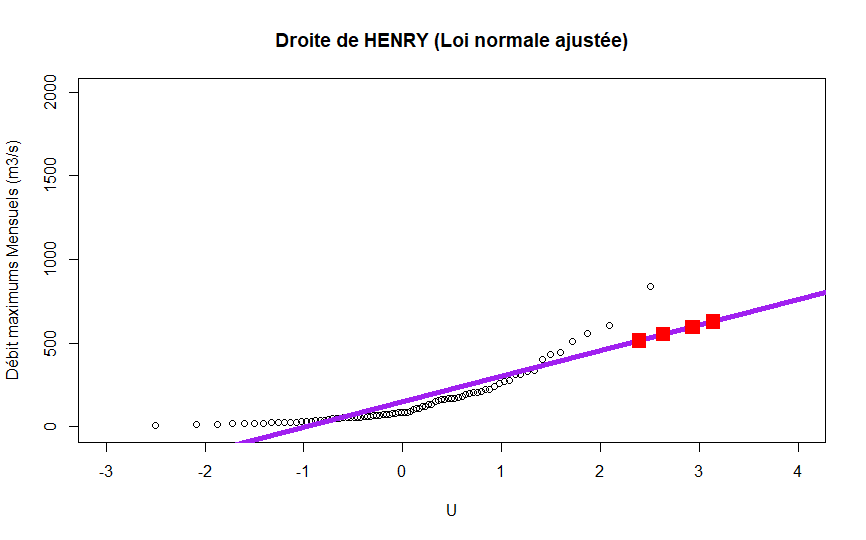 Droite de HENRY (Loi normale ajustée)
Débit maximums Mensuels (m3/s)
2000
1500
1000
500
0
-3 -2 -1 0 1 2 3 4
U